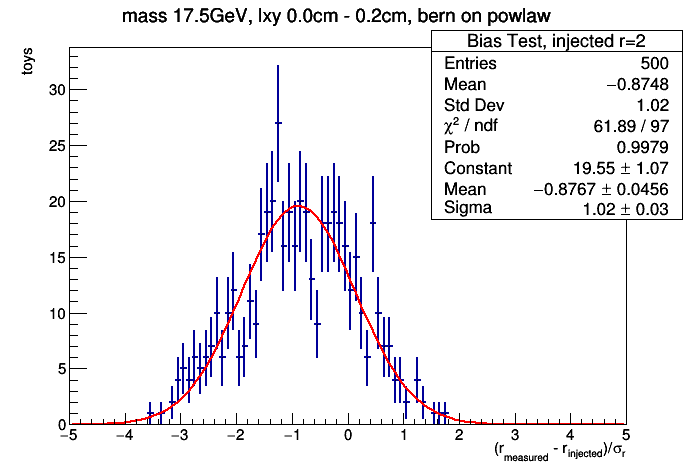 mass 17.5GeV, lxy 0.0cm - 0.2cm, bern on powlaw
Bias Test, injected r=2
Entries 500
Mean −0.8748
Std Dev 1.02
χ² / ndf 61.89 / 97
Prob 0.9979
Constant 19.55 ± 1.07
Mean −0.8767 ± 0.0456
Sigma 1.02 ± 0.03
toys
30
25
20
15
10
5
0
−5 −4 −3 −2 −1 0 1 2 3 4 5
(r_measured - r_injected)/σ_r